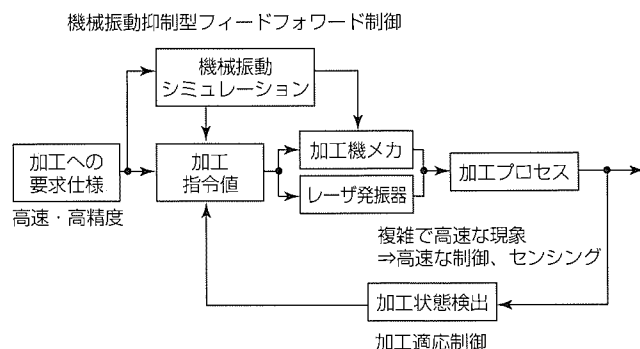 機械振動抑制型フィードフォワード制御
機械振動
シミュレーション
加工への
要求仕様
高速・高精度
加工
指令値
加工機メカ
レーザ発振器
加工プロセス
複雑で高速な現象
⇒高速な制御、センシング
加工状態検出
加工適応制御